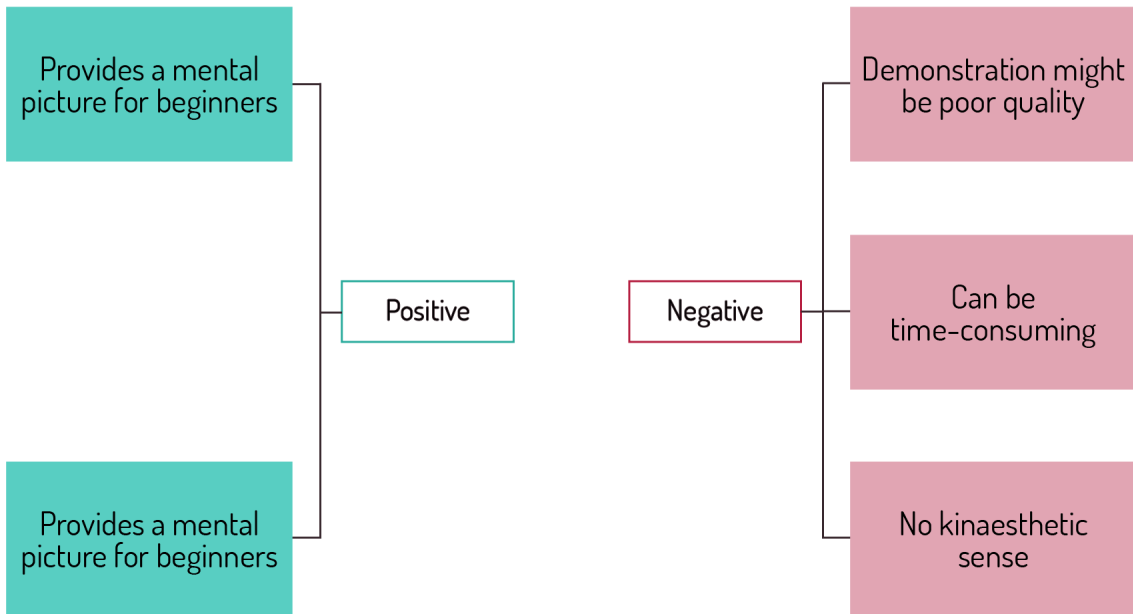 Provides a mental
picture for beginners
Positive
Provides a mental
picture for beginners
Demonstration might
be poor quality
Negative
Can be
time-consuming
No kinaesthetic
sense